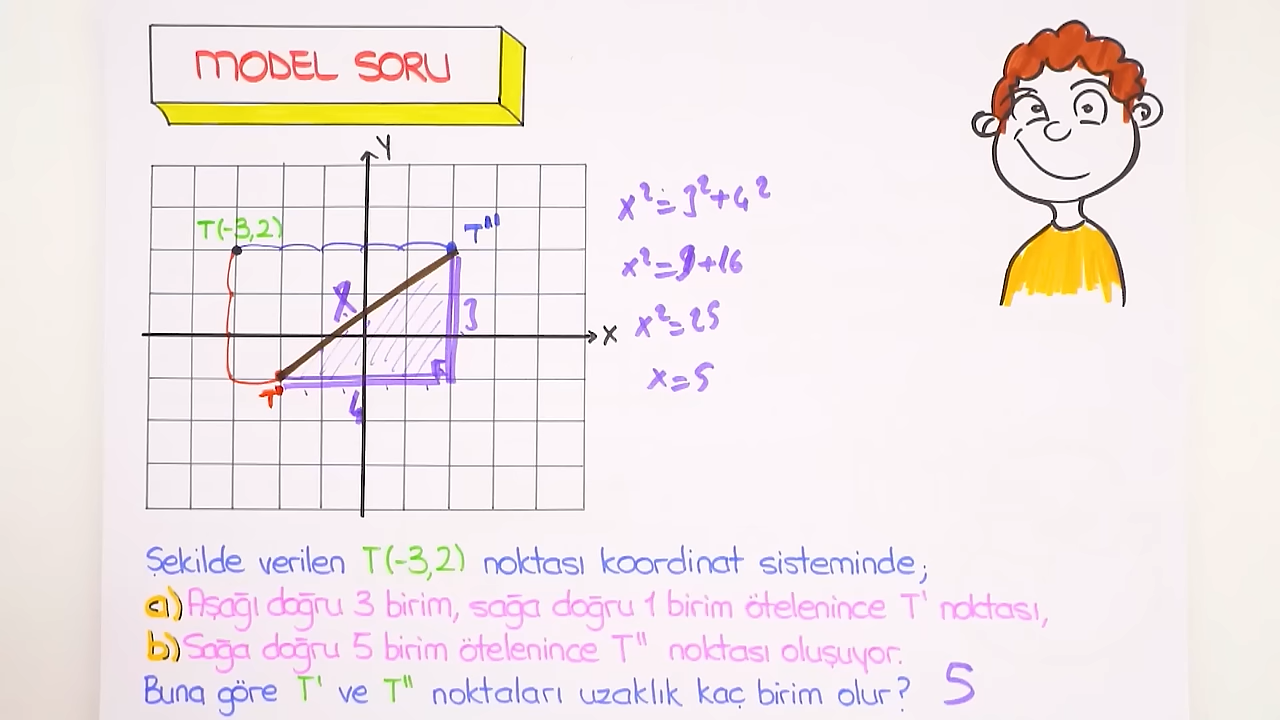 MODEL SORU
Y
T(-3,2)
T"
x
3
X
T'
4
x²=3²+4²
x²=9+16
x²=25
x=5
Şekilde verilen T(-3,2) noktası koordinat sisteminde;
a) Aşağı doğru 3 birim, sağa doğru 1 birim ötelenince T' noktası,
b) Sağa doğru 5 birim ötelenince T" noktası oluşuyor.
Buna göre T' ve T" noktaları uzaklık kaç birim olur? 5